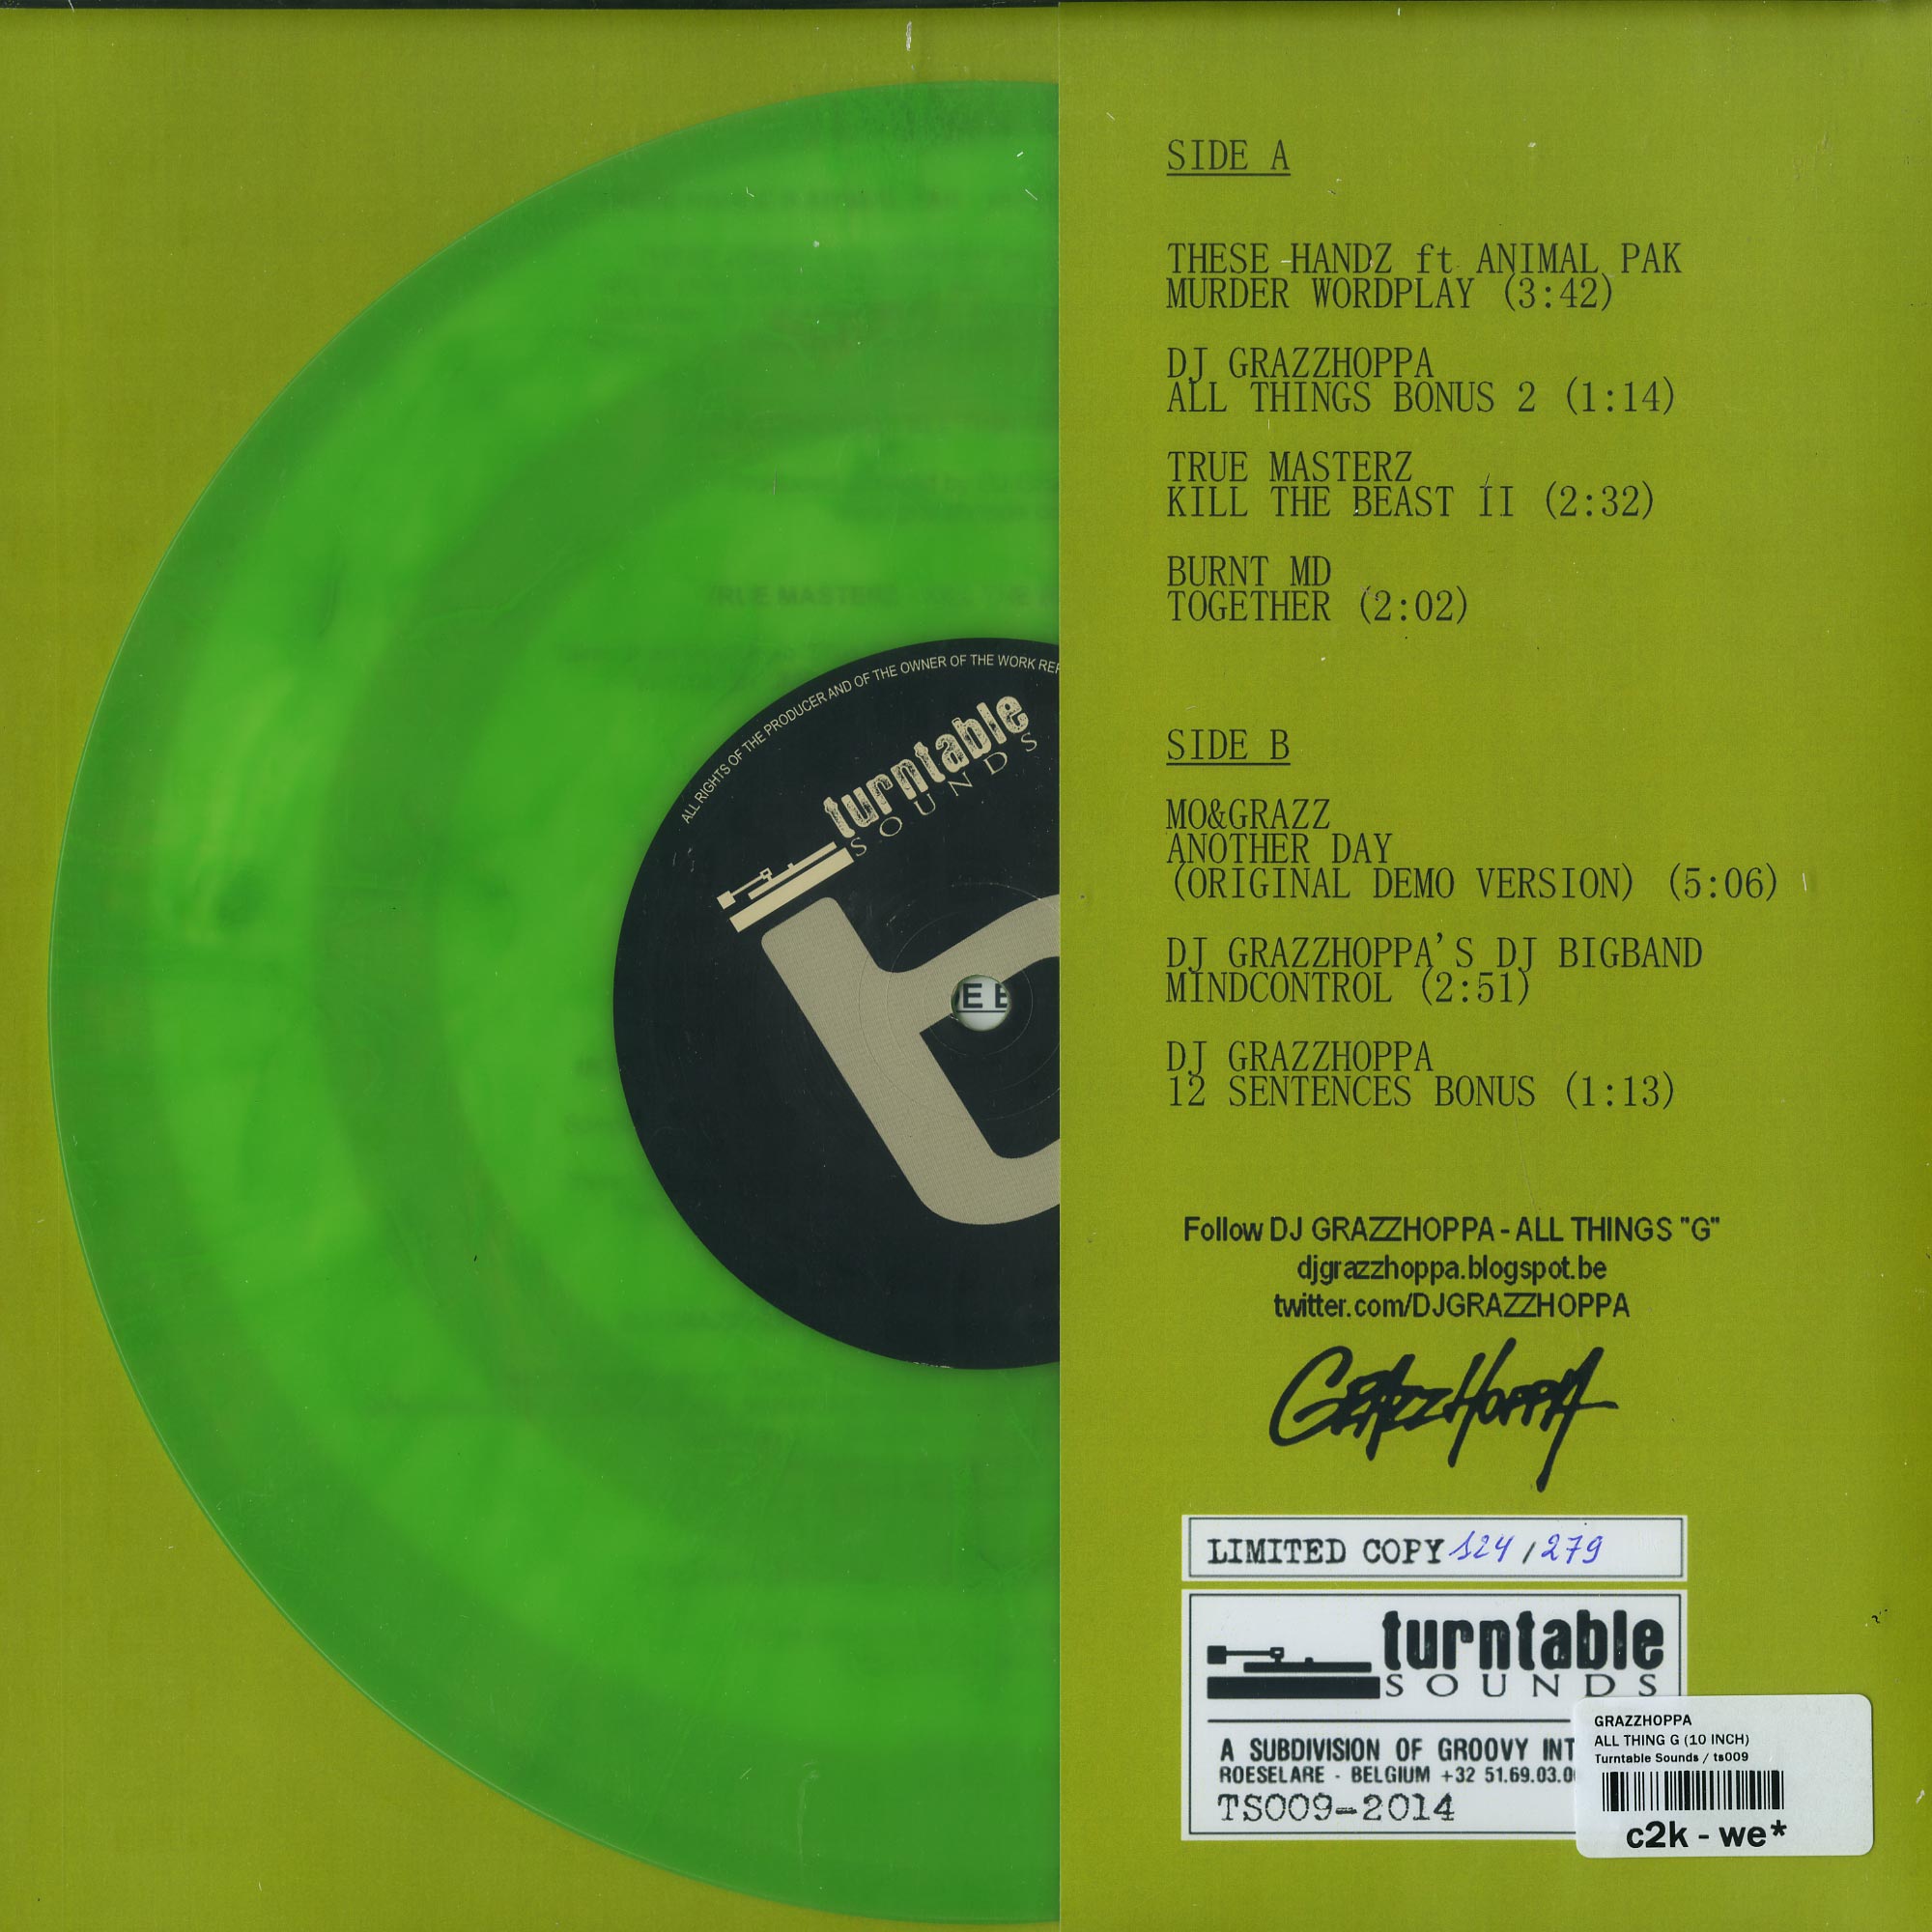 SIDE A
THESE HANDZ ft ANIMAL PAK
MURDER WORDPLAY (3:42)
DJ GRAZZHOPPA
ALL THINGS BONUS 2 (1:14)
TRUE MASTERZ
KILL THE BEAST II (2:32)
BURNT MD
TOGETHER (2:02)
SIDE B
MO&GRAZZ
ANOTHER DAY
(ORIGINAL DEMO VERSION) (5:06)
DJ GRAZZHOPPA'S DJ BIGBAND
MINDCONTROL (2:51)
DJ GRAZZHOPPA
12 SENTENCES BONUS (1:13)
Follow DJ GRAZZHOPPA - ALL THINGS "G"
djgrazzhoppa.blogspot.be
twitter.com/DJGRAZZHOPPA
GRAZZHOPPA
LIMITED COPY 124 / 279
turntable
SOUNDS
A SUBDIVISION OF GROOVY INT
ROESELARE - BELGIUM +32 51.69.03.0
TS009-2014
GRAZZHOPPA
ALL THING G (10 INCH)
Turntable Sounds / ts009
c2k - we*
ALL RIGHTS OF THE PRODUCER AND OF THE OWNER OF THE WORK REP
turntable
SOUNDS
E E
TRUE MASTERZ